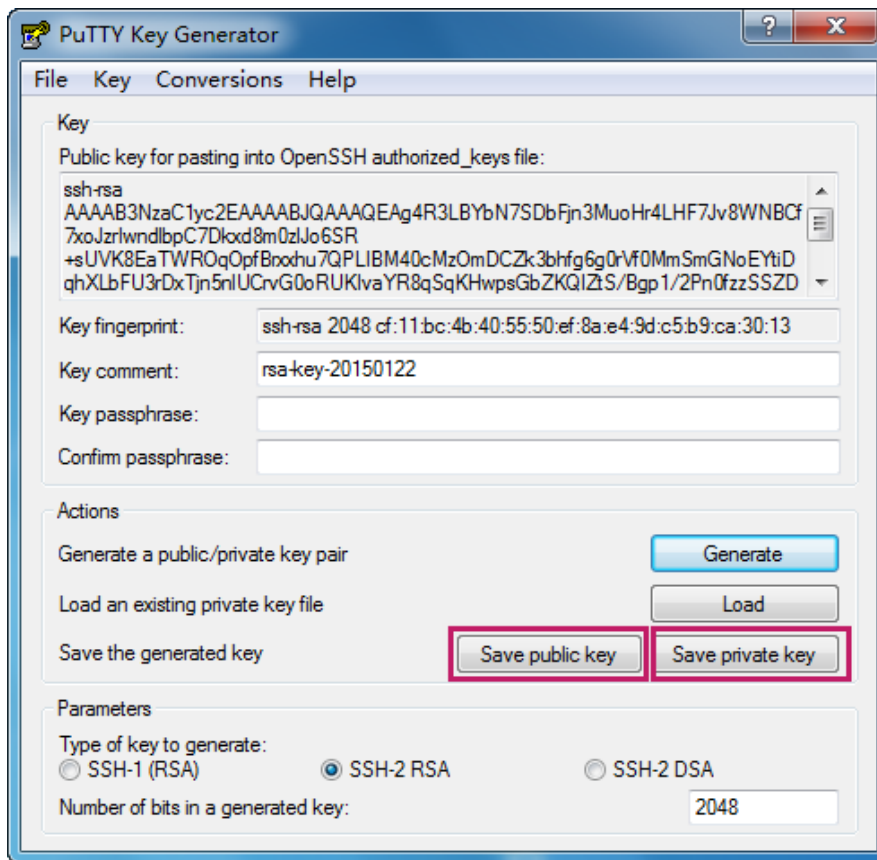 PuTTY Key Generator
File Key Conversions Help
Key
Public key for pasting into OpenSSH authorized_keys file:
ssh-rsa
AAAAB3NzaC1yc2EAAAABJQAAAQEAg4R3LBYbN7SDbFjn3MuoHr4LHF7Jv8WNBCf
7xoJzrlwndlbpC7Dkxd8m0zlJo6SR
+sUVK8EaTWROqOpfBrxxhu7QPLIBM40cMzOmDCZk3bhfg6g0rVf0MmSmGNoEYtiD
qhXLbFU3rDxTjn5nlUCrvG0oRUKlvaYR8qSqKHwpsGbZKQIZtS/Bgp1/2Pn0fzzSSZD
Key fingerprint: ssh-rsa 2048 cf:11:bc:4b:40:55:50:ef:8a:e4:9d:c5:b9:ca:30:13
Key comment: rsa-key-20150122
Key passphrase:
Confirm passphrase:
Actions
Generate a public/private key pair Generate
Load an existing private key file Load
Save the generated key Save public key Save private key
Parameters
Type of key to generate:
SSH-1 (RSA) SSH-2 RSA SSH-2 DSA
Number of bits in a generated key: 2048